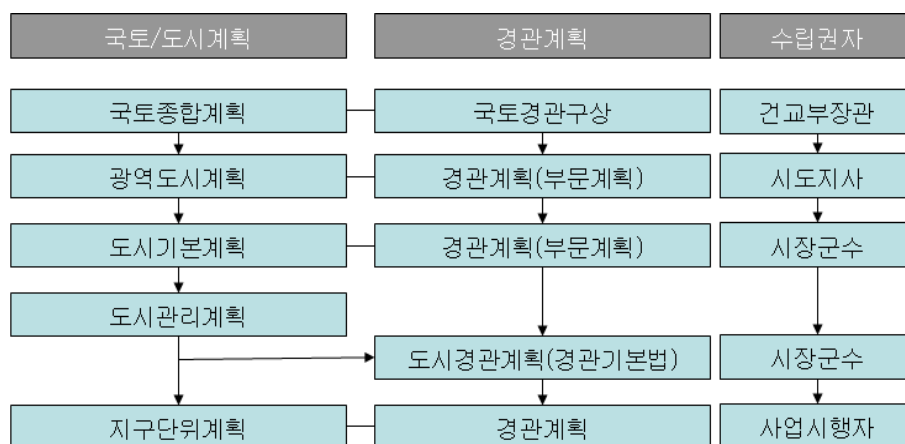 국토/도시계획 경관계획 수립권자
국토종합계획 국토경관구상 건교부장관
광역도시계획 경관계획(부문계획) 시도지사
도시기본계획 경관계획(부문계획) 시장군수
도시관리계획
도시경관계획(경관기본법) 시장군수
지구단위계획 경관계획 사업시행자